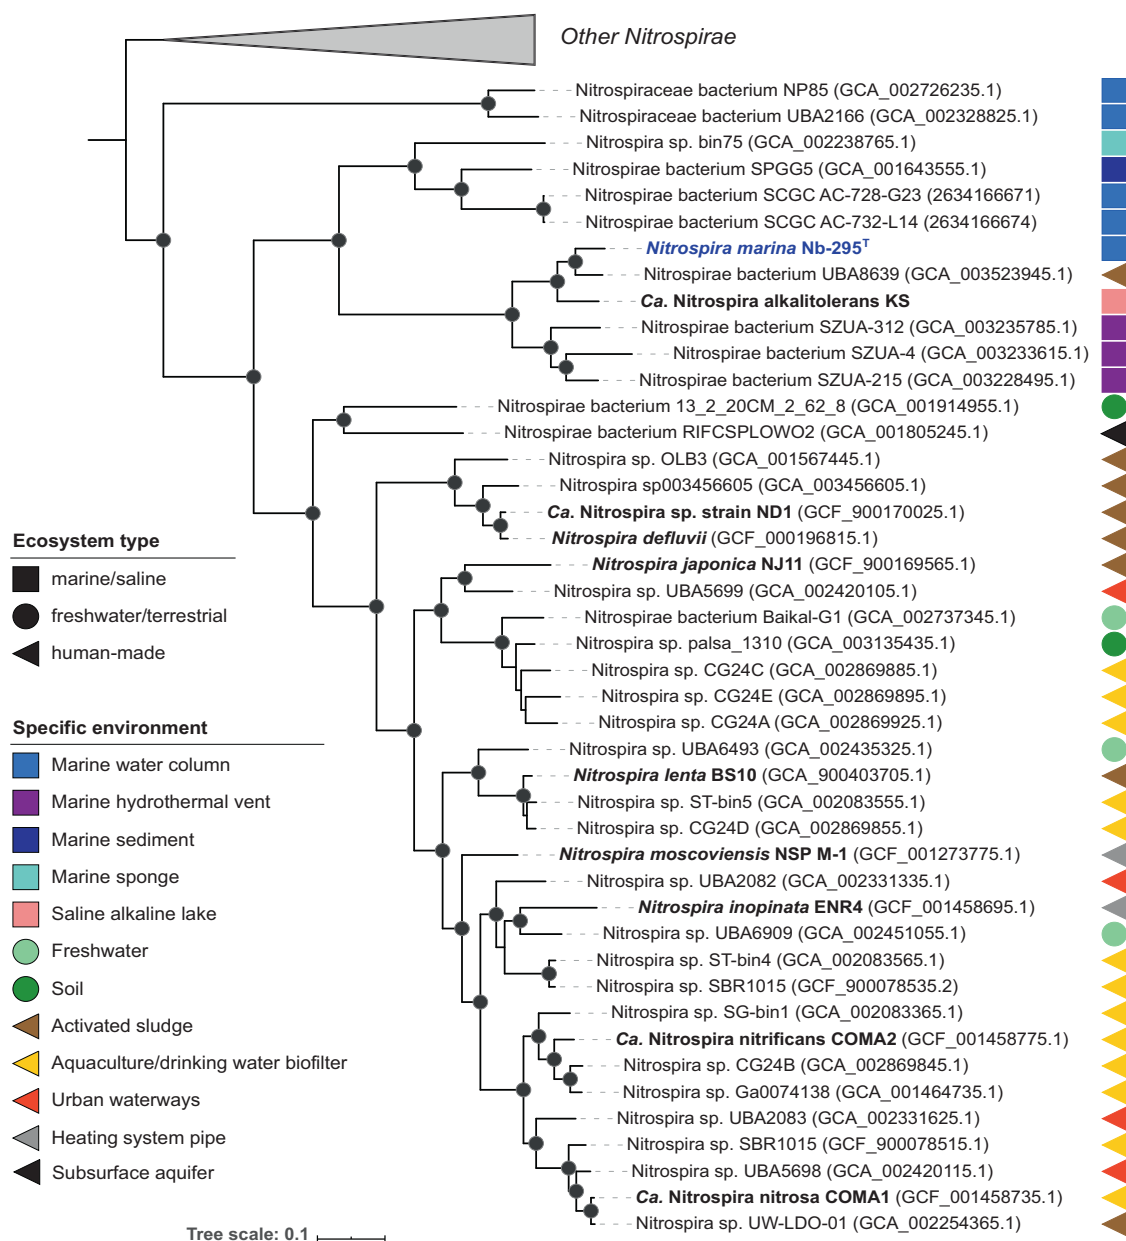 Other Nitrospirae
Nitrospiraceae bacterium NP85 (GCA_002726235.1)
Nitrospiraceae bacterium UBA2166 (GCA_002328825.1)
Nitrospira sp. bin75 (GCA_002238765.1)
Nitrospirae bacterium SPGG5 (GCA_001643555.1)
Nitrospirae bacterium SCGC AC-728-G23 (2634166671)
Nitrospirae bacterium SCGC AC-732-L14 (2634166674)
Nitrospira marina Nb-295T
Nitrospirae bacterium UBA8639 (GCA_003523945.1)
Ca. Nitrospira alkalitolerans KS
Nitrospirae bacterium SZUA-312 (GCA_003235785.1)
Nitrospirae bacterium SZUA-4 (GCA_003233615.1)
Nitrospirae bacterium SZUA-215 (GCA_003228495.1)
Nitrospirae bacterium 13_2_20CM_2_62_8 (GCA_001914955.1)
Nitrospirae bacterium RIFCSPLOWO2 (GCA_001805245.1)
Nitrospira sp. OLB3 (GCA_001567445.1)
Nitrospira sp003456605 (GCA_003456605.1)
Ca. Nitrospira sp. strain ND1 (GCF_900170025.1)
Nitrospira defluvii (GCF_000196815.1)
Nitrospira japonica NJ11 (GCF_900169565.1)
Nitrospira sp. UBA5699 (GCA_002420105.1)
Nitrospirae bacterium Baikal-G1 (GCA_002737345.1)
Nitrospira sp. palsa_1310 (GCA_003135435.1)
Nitrospira sp. CG24C (GCA_002869885.1)
Nitrospira sp. CG24E (GCA_002869895.1)
Nitrospira sp. CG24A (GCA_002869925.1)
Nitrospira sp. UBA6493 (GCA_002435325.1)
Nitrospira lenta BS10 (GCA_900403705.1)
Nitrospira sp. ST-bin5 (GCA_002083555.1)
Nitrospira sp. CG24D (GCA_002869855.1)
Nitrospira moscoviensis NSP M-1 (GCF_001273775.1)
Nitrospira sp. UBA2082 (GCA_002331335.1)
Nitrospira inopinata ENR4 (GCF_001458695.1)
Nitrospira sp. UBA6909 (GCA_002451055.1)
Nitrospira sp. ST-bin4 (GCA_002083565.1)
Nitrospira sp. SBR1015 (GCF_900078535.2)
Nitrospira sp. SG-bin1 (GCA_002083365.1)
Ca. Nitrospira nitrificans COMA2 (GCF_001458775.1)
Nitrospira sp. CG24B (GCA_002869845.1)
Nitrospira sp. Ga0074138 (GCA_001464735.1)
Nitrospira sp. UBA2083 (GCA_002331625.1)
Nitrospira sp. SBR1015 (GCF_900078515.1)
Nitrospira sp. UBA5698 (GCA_002420115.1)
Ca. Nitrospira nitrosa COMA1 (GCF_001458735.1)
Nitrospira sp. UW-LDO-01 (GCA_002254365.1)
Ecosystem type
marine/saline
freshwater/terrestrial
human-made
Specific environment
Marine water column
Marine hydrothermal vent
Marine sediment
Marine sponge
Saline alkaline lake
Freshwater
Soil
Activated sludge
Aquaculture/drinking water biofilter
Urban waterways
Heating system pipe
Subsurface aquifer
Tree scale: 0.1